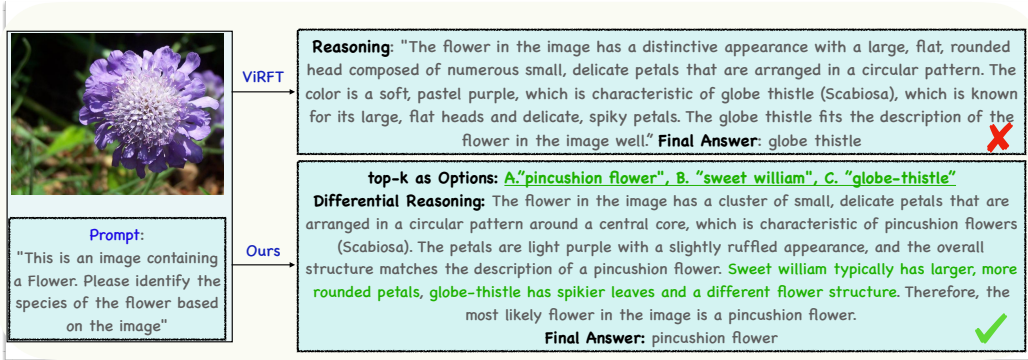 Prompt:
"This is an image containing
a Flower. Please identify the
species of the flower based
on the image"
ViRFT
Reasoning: "The flower in the image has a distinctive appearance with a large, flat, rounded
head composed of numerous small, delicate petals that are arranged in a circular pattern. The
color is a soft, pastel purple, which is characteristic of globe thistle (Scabiosa), which is known
for its large, flat heads and delicate, spiky petals. The globe thistle fits the description of the
flower in the image well.” Final Answer: globe thistle
Ours
top-k as Options: A.“pincushion flower", B. “sweet william", C. “globe-thistle”
Differential Reasoning: The flower in the image has a cluster of small, delicate petals that are
arranged in a circular pattern around a central core, which is characteristic of pincushion flowers
(Scabiosa). The petals are light purple with a slightly ruffled appearance, and the overall
structure matches the description of a pincushion flower. Sweet william typically has larger, more
rounded petals, globe-thistle has spikier leaves and a different flower structure. Therefore, the
most likely flower in the image is a pincushion flower.
Final Answer: pincushion flower